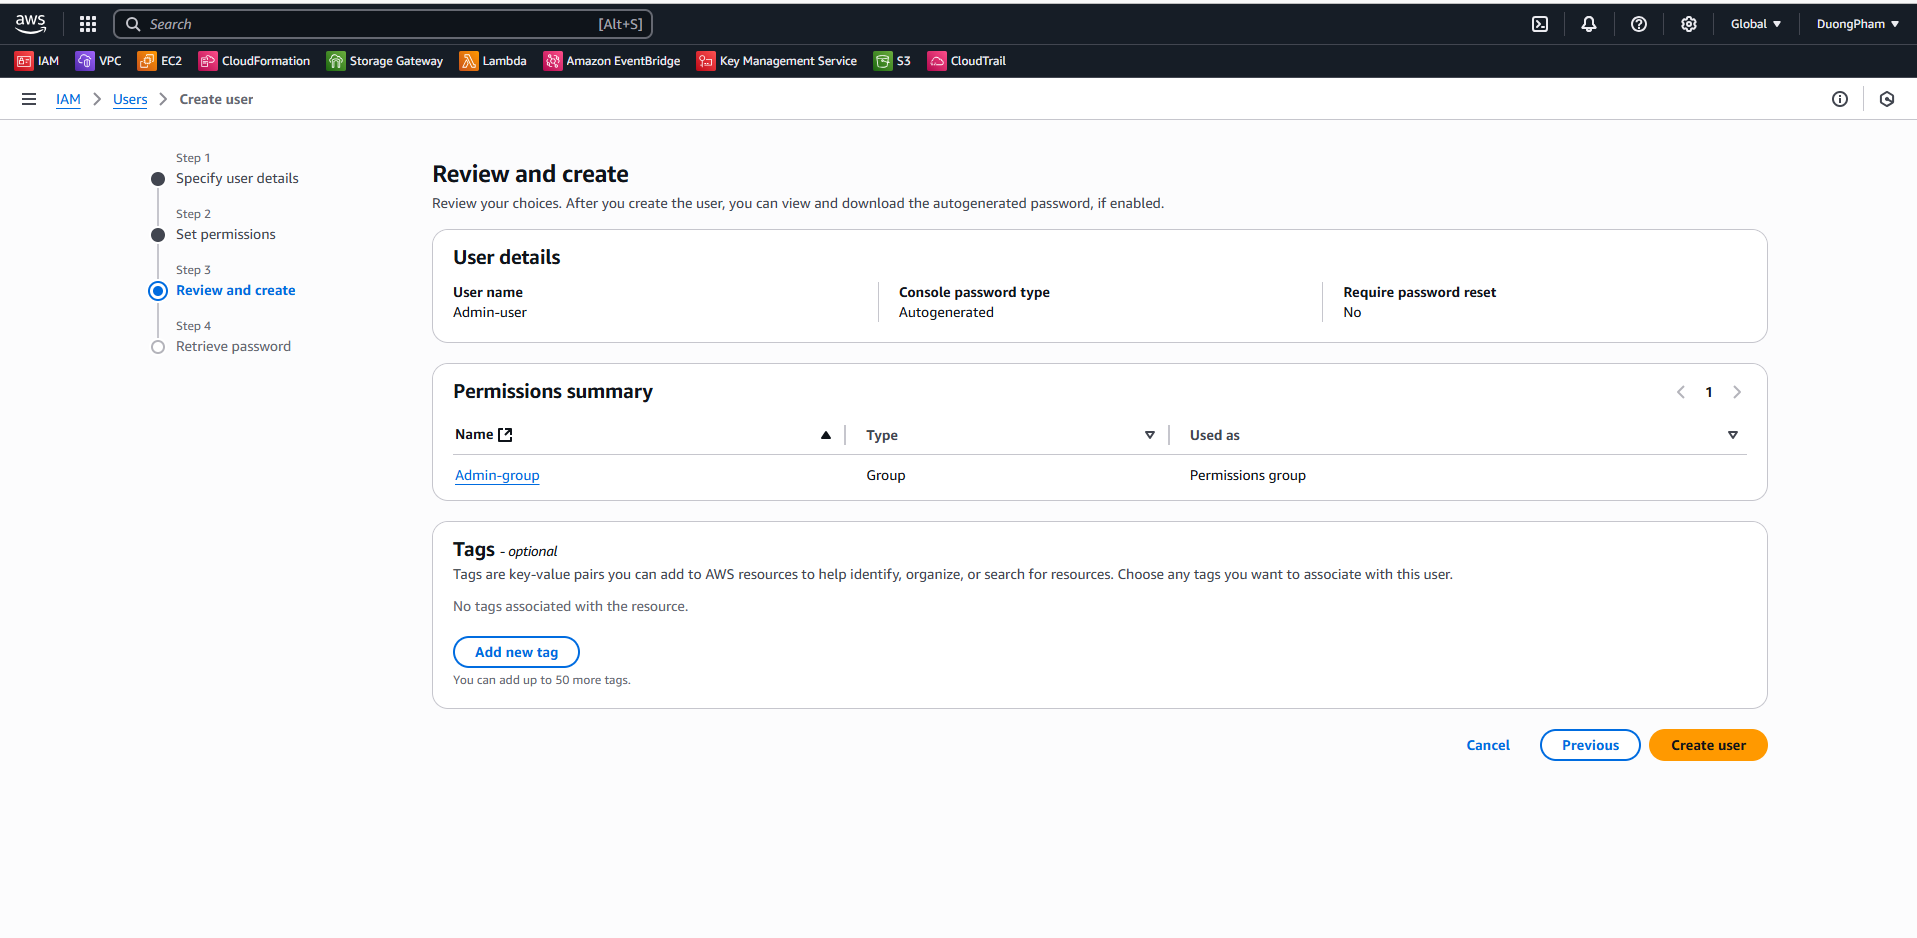 aws Search [Alt+S] Global DuongPham
IAM VPC EC2 CloudFormation Storage Gateway Lambda Amazon EventBridge Key Management Service S3 CloudTrail
IAM Users Create user
Step 1
Specify user details
Step 2
Set permissions
Step 3
Review and create
Step 4
Retrieve password
Review and create
Review your choices. After you create the user, you can view and download the autogenerated password, if enabled.
User details
User name
Admin-user
Console password type
Autogenerated
Require password reset
No
Permissions summary
1
Name Type Used as
Admin-group Group Permissions group
Tags - optional
Tags are key-value pairs you can add to AWS resources to help identify, organize, or search for resources. Choose any tags you want to associate with this user.
No tags associated with the resource.
Add new tag
You can add up to 50 more tags.
Cancel Previous Create user